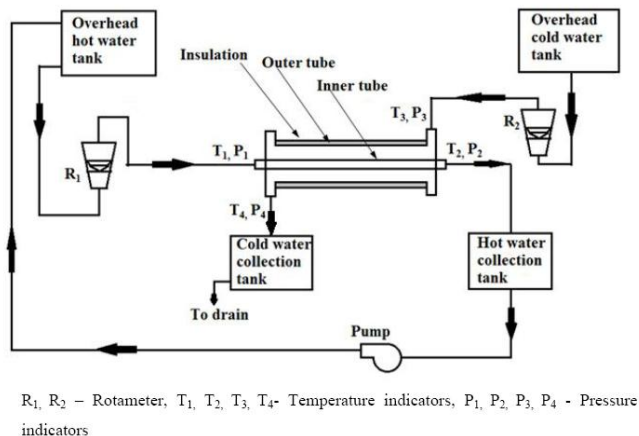 Overhead
hot water
tank
Overhead
cold water
tank
Insulation
Outer tube
Inner tube
T3, P3
R2
R1
T1, P1
T2, P2
T4, P4
Cold water
collection
tank
Hot water
collection
tank
To drain
Pump
R1, R2 – Rotameter, T1, T2, T3, T4- Temperature indicators, P1, P2, P3, P4 - Pressure
indicators